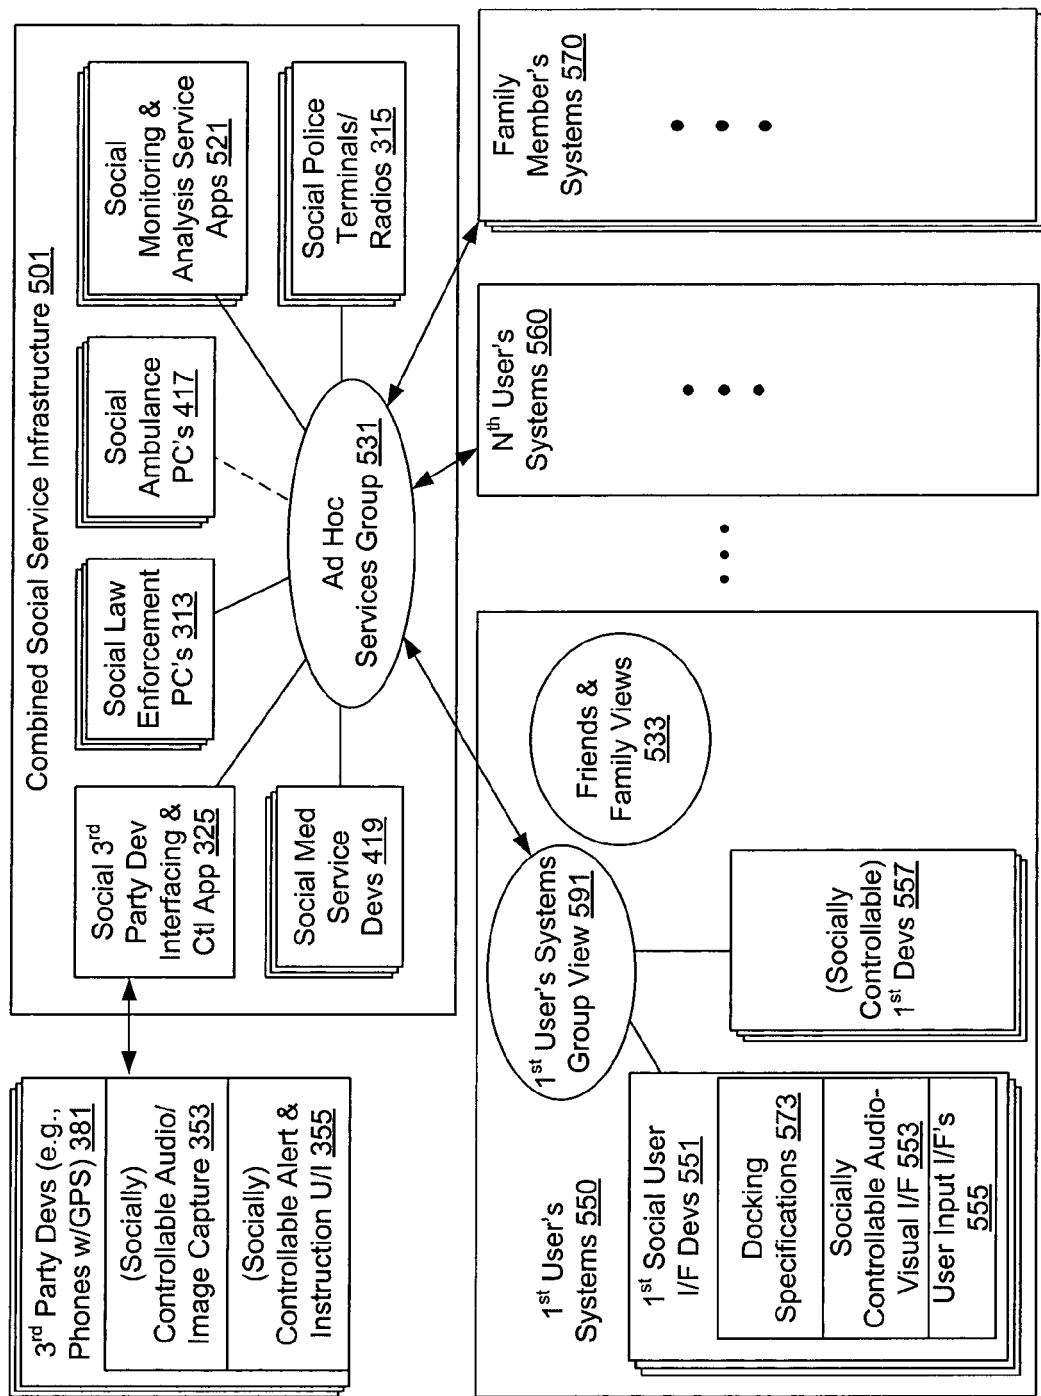 Combined Social Service Infrastructure 501
3rd Party Devs (e.g.,
Phones w/GPS) 381
(Socially)
Controllable Audio/
Image Capture 353
(Socially)
Controllable Alert &
Instruction U/I 355
Social 3rd
Party Dev
Interfacing &
Ctl App 325
Social Law
Enforcement
PC's 313
Social
Ambulance
PC's 417
Social
Monitoring &
Analysis Service
Apps 521
Social Med
Service
Devs 419
Ad Hoc
Services Group 531
Social Police
Terminals/
Radios 315
1st User's
Systems 550
1st User's Systems
Group View 591
Friends &
Family Views
533
1st Social User
I/F Devs 551
Docking
Specifications 573
Socially
Controllable Audio-
Visual I/F 553
User Input I/F's
555
(Socially
Controllable)
1st Devs 557
Nth User's
Systems 560
Family
Member's
Systems 570